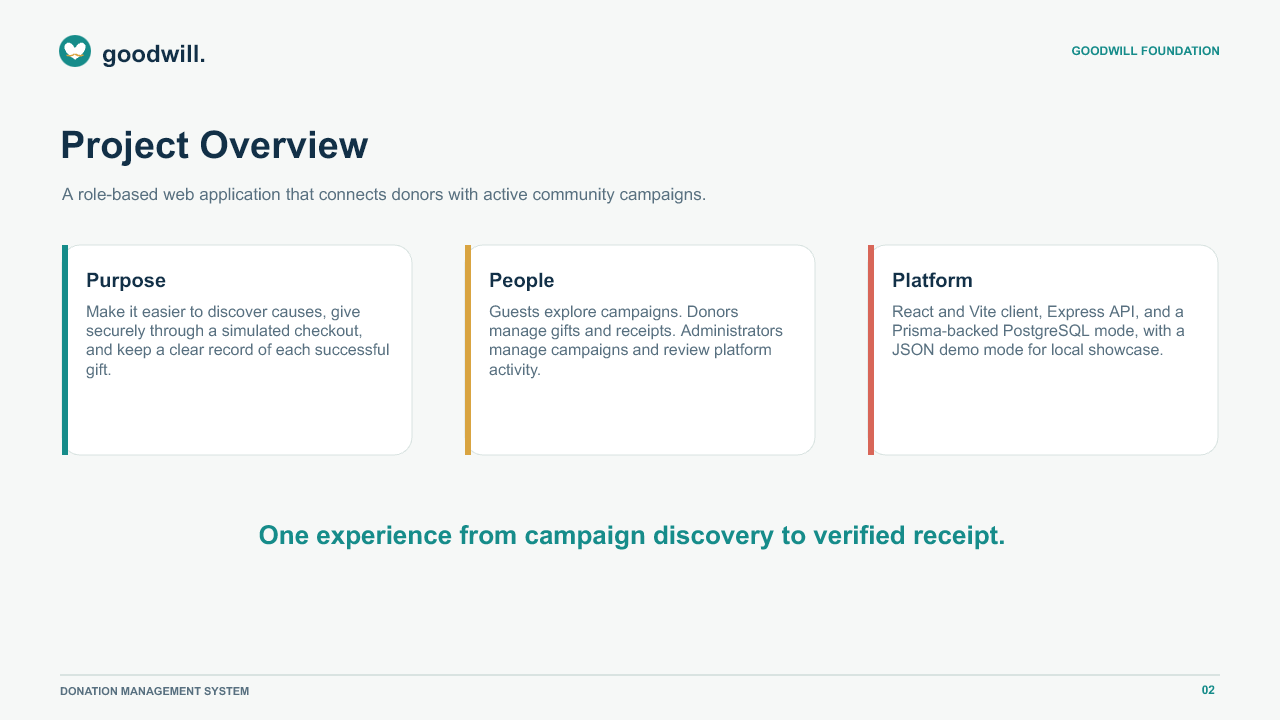 goodwill.
GOODWILL FOUNDATION
Project Overview
A role-based web application that connects donors with active community campaigns.
Purpose
Make it easier to discover causes, give
securely through a simulated checkout,
and keep a clear record of each successful
gift.
People
Guests explore campaigns. Donors
manage gifts and receipts. Administrators
manage campaigns and review platform
activity.
Platform
React and Vite client, Express API, and a
Prisma-backed PostgreSQL mode, with a
JSON demo mode for local showcase.
One experience from campaign discovery to verified receipt.
DONATION MANAGEMENT SYSTEM
02